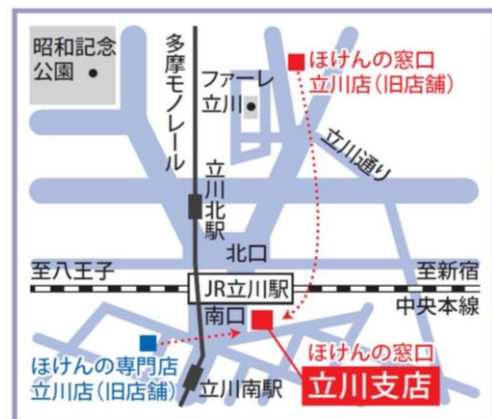 昭和記念
公園
多摩モノレール
ファーレ
立川
ほけんの窓口
立川店(旧店舗)
立川通り
立川北駅
北口
至八王子
JR立川駅
至新宿
中央本線
南口
ほけんの専門店
立川店(旧店舗)
立川南駅
ほけんの窓口
立川支店